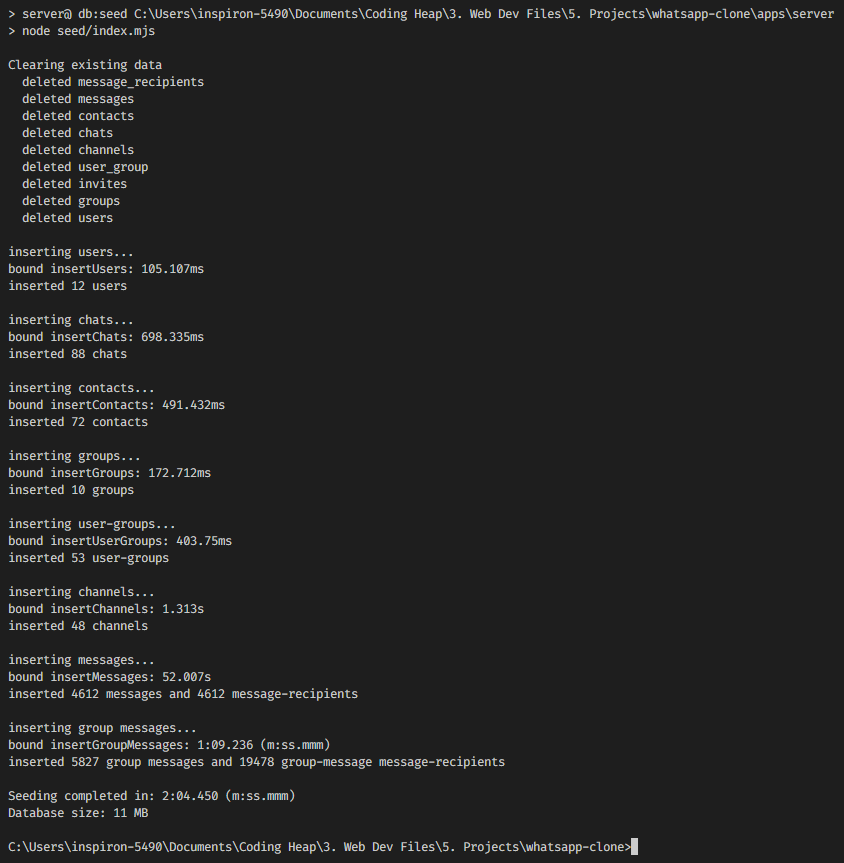 > server@ db:seed C:\Users\inspiron-5490\Documents\Coding Heap\3. Web Dev Files\5. Projects\whatsapp-clone\apps\server
> node seed/index.mjs
Clearing existing data
deleted message_recipients
deleted messages
deleted contacts
deleted chats
deleted channels
deleted user_group
deleted invites
deleted groups
deleted users
inserting users...
bound insertUsers: 105.107ms
inserted 12 users
inserting chats...
bound insertChats: 698.335ms
inserted 88 chats
inserting contacts...
bound insertContacts: 491.432ms
inserted 72 contacts
inserting groups...
bound insertGroups: 172.712ms
inserted 10 groups
inserting user-groups...
bound insertUserGroups: 403.75ms
inserted 53 user-groups
inserting channels...
bound insertChannels: 1.313s
inserted 48 channels
inserting messages...
bound insertMessages: 52.007s
inserted 4612 messages and 4612 message-recipients
inserting group messages...
bound insertGroupMessages: 1:09.236 (m:ss.mmm)
inserted 5827 group messages and 19478 group-message message-recipients
Seeding completed in: 2:04.450 (m:ss.mmm)
Database size: 11 MB
C:\Users\inspiron-5490\Documents\Coding Heap\3. Web Dev Files\5. Projects\whatsapp-clone>